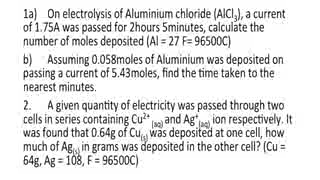 1a) On electrolysis of Aluminium chloride (AlCl₃), a current
of 1.75A was passed for 2hours 5minutes, calculate the
number of moles deposited (Al = 27 F= 96500C)
b) Assuming 0.058moles of Aluminium was deposited on
passing a current of 5.43moles, find the time taken to the
nearest minutes.
2. A given quantity of electricity was passed through two
cells in series containing Cu²⁺(aq) and Ag⁺(aq) ion respectively. It
was found that 0.64g of Cu(s) was deposited at one cell, how
much of Ag(s) in grams was deposited in the other cell? (Cu =
64g, Ag = 108, F = 96500C)